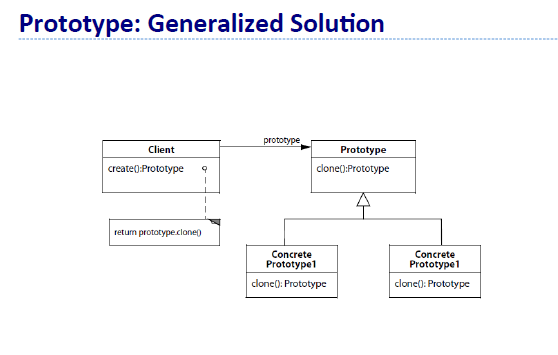 Prototype: Generalized Solution
prototype
Client
Prototype
create():Prototype
clone():Prototype
return prototype.clone()
Concrete
Prototype1
clone(): Prototype
Concrete
Prototype1
clone(): Prototype